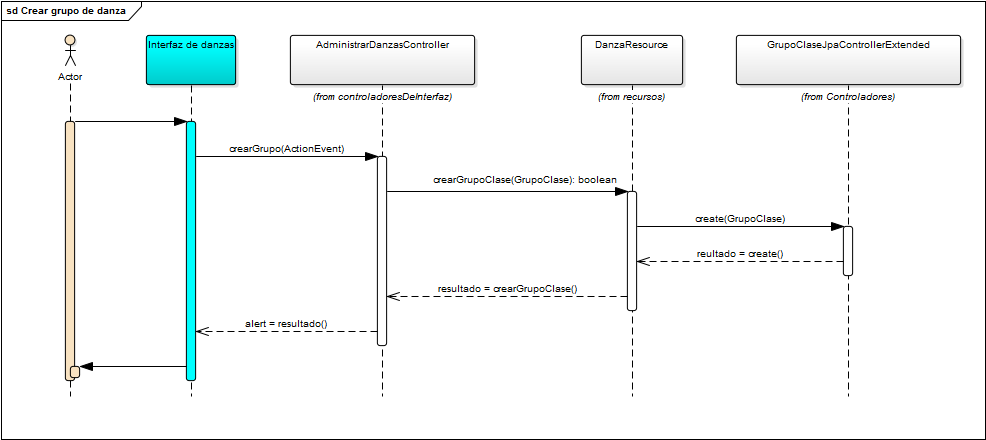 sd Crear grupo de danza
Actor
Interfaz de danzas
AdministrarDanzasController
(from controladoresDeInterfaz)
DanzaResource
(from recursos)
GrupoClaseJpaControllerExtended
(from Controladores)
crearGrupo(ActionEvent)
crearGrupoClase(GrupoClase): boolean
create(GrupoClase)
reultado = create()
resultado = crearGrupoClase()
alert = resultado()